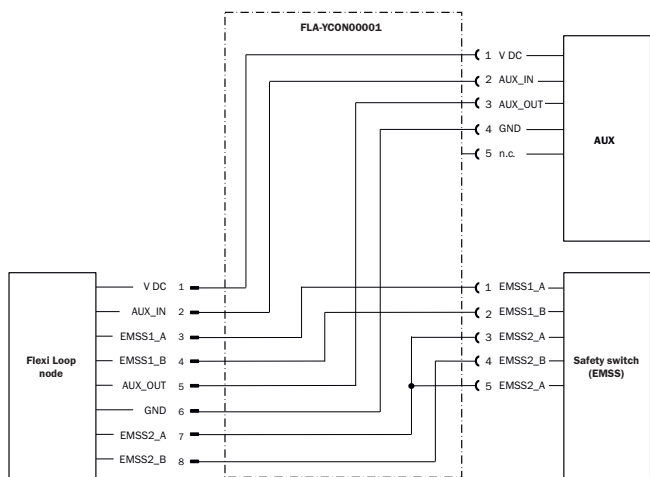 FLA-YCON00001
1 V DC
2 AUX_IN
3 AUX_OUT
4 GND
5 n.c.
AUX
V DC 1
AUX_IN 2
EMSS1_A 3
EMSS1_B 4
AUX_OUT 5
GND 6
EMSS2_A 7
EMSS2_B 8
Flexi Loop
node
1 EMSS1_A
2 EMSS1_B
3 EMSS2_A
4 EMSS2_B
5 EMSS2_A
Safety switch
(EMSS)